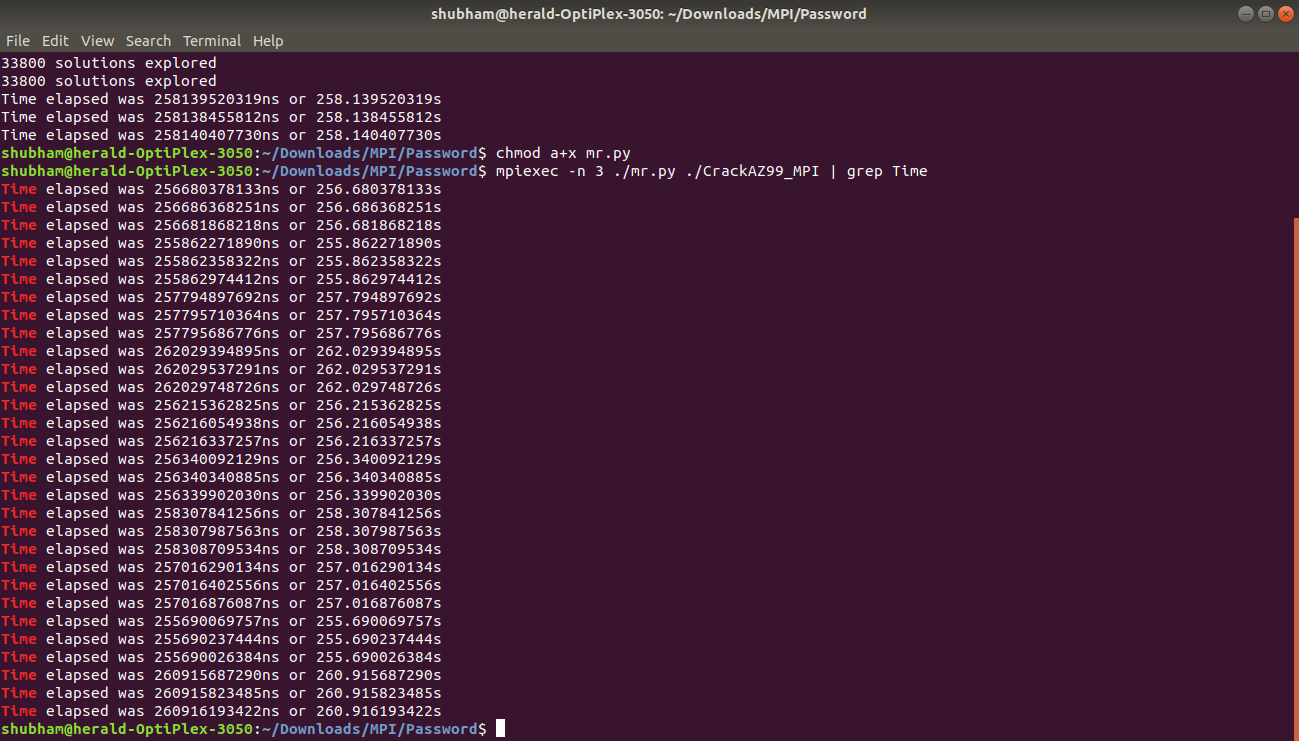 shubham@herald-OptiPlex-3050: ~/Downloads/MPI/Password
File Edit View Search Terminal Help
33800 solutions explored
33800 solutions explored
Time elapsed was 258139520319ns or 258.139520319s
Time elapsed was 258138455812ns or 258.138455812s
Time elapsed was 258140407730ns or 258.140407730s
shubham@herald-OptiPlex-3050:~/Downloads/MPI/Password$ chmod a+x mr.py
shubham@herald-OptiPlex-3050:~/Downloads/MPI/Password$ mpiexec -n 3 ./mr.py ./CrackAZ99_MPI | grep Time
Time elapsed was 256680378133ns or 256.680378133s
Time elapsed was 256686368251ns or 256.686368251s
Time elapsed was 256681868218ns or 256.681868218s
Time elapsed was 255862271890ns or 255.862271890s
Time elapsed was 255862358322ns or 255.862358322s
Time elapsed was 255862974412ns or 255.862974412s
Time elapsed was 257794897692ns or 257.794897692s
Time elapsed was 257795710364ns or 257.795710364s
Time elapsed was 257795686776ns or 257.795686776s
Time elapsed was 262029394895ns or 262.029394895s
Time elapsed was 262029537291ns or 262.029537291s
Time elapsed was 262029748726ns or 262.029748726s
Time elapsed was 256215362825ns or 256.215362825s
Time elapsed was 256216054938ns or 256.216054938s
Time elapsed was 256216337257ns or 256.216337257s
Time elapsed was 256340092129ns or 256.340092129s
Time elapsed was 256340340885ns or 256.340340885s
Time elapsed was 256339902030ns or 256.339902030s
Time elapsed was 258307841256ns or 258.307841256s
Time elapsed was 258307987563ns or 258.307987563s
Time elapsed was 258308709534ns or 258.308709534s
Time elapsed was 257016290134ns or 257.016290134s
Time elapsed was 257016402556ns or 257.016402556s
Time elapsed was 257016876087ns or 257.016876087s
Time elapsed was 255690069757ns or 255.690069757s
Time elapsed was 255690237444ns or 255.690237444s
Time elapsed was 255690026384ns or 255.690026384s
Time elapsed was 260915687290ns or 260.915687290s
Time elapsed was 260915823485ns or 260.915823485s
Time elapsed was 260916193422ns or 260.916193422s
shubham@herald-OptiPlex-3050:~/Downloads/MPI/Password$